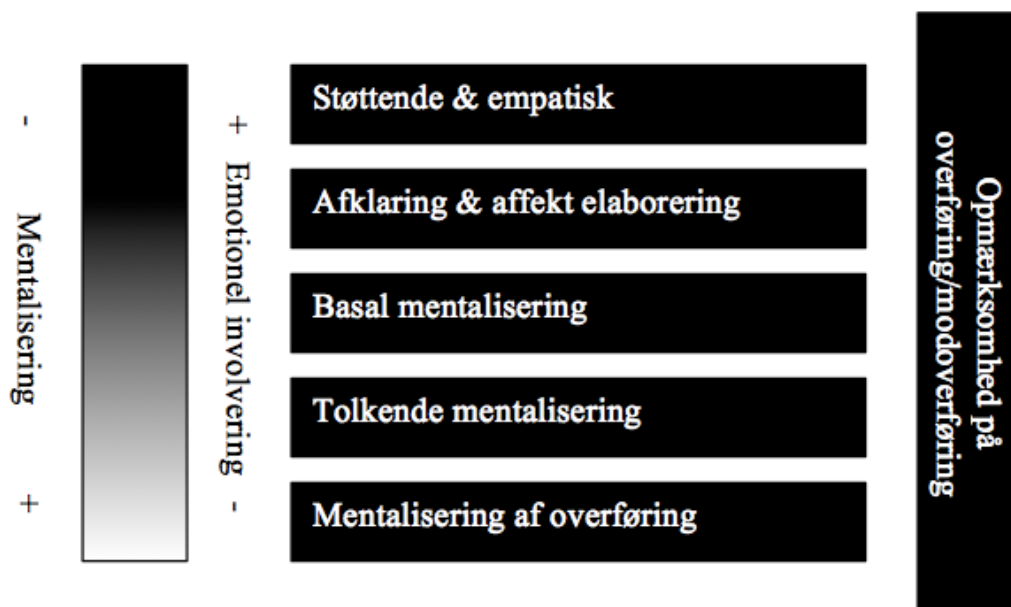 - Mentalisering +
+ Emotionel involvering -
Støttende & empatisk
Afklaring & affekt elaborering
Basal mentalisering
Tolkende mentalisering
Mentalisering af overføring
Opmærksomhed på
overføring/modoverføring